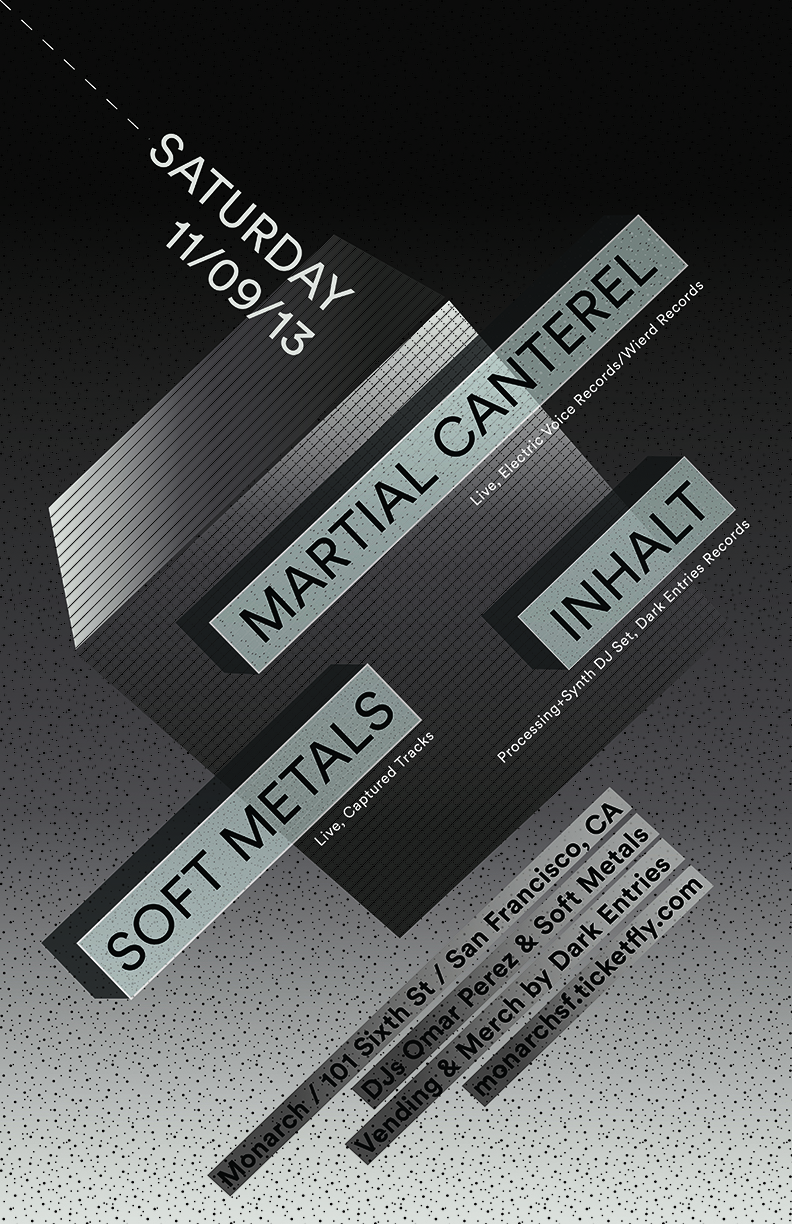 SATURDAY
11/09/13
MARTIAL CANTEREL
Live, Electric Voice Records/Wierd Records
INHALT
Processing+Synth DJ Set, Dark Entries Records
SOFT METALS
Live, Captured Tracks
Monarch / 101 Sixth St / San Francisco, CA
DJs Omar Perez & Soft Metals
Vending & Merch by Dark Entries
monarchsf.ticketfly.com